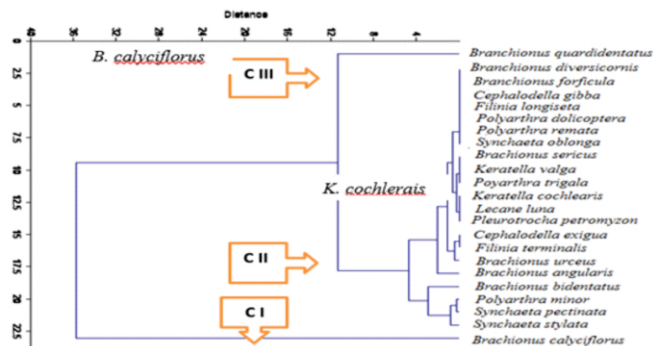 Distance
40 36 32 28 24 20 16 12 8 4
0
2.5
5
7.5
10
12.5
15
17.5
20
22.5
B. calyciflorus
C III
K. cochlerais
C II
C I
Branchionus quardidentatus
Branchionus diversicornis
Branchionus forficula
Cephalodella gibba
Filinia longiseta
Polyarthra dolicoptera
Polyarthra remata
Synchaeta oblonga
Brachionus sericus
Keratella valga
Poyarthra trigala
Keratella cochlearis
Lecane luna
Pleurotrocha petromyzon
Cephalodella exigua
Filinia terminalis
Brachionus urceus
Brachionus angularis
Brachionus bidentatus
Polyarthra minor
Synchaeta pectinata
Synchaeta stylata
Brachionus calyciflorus